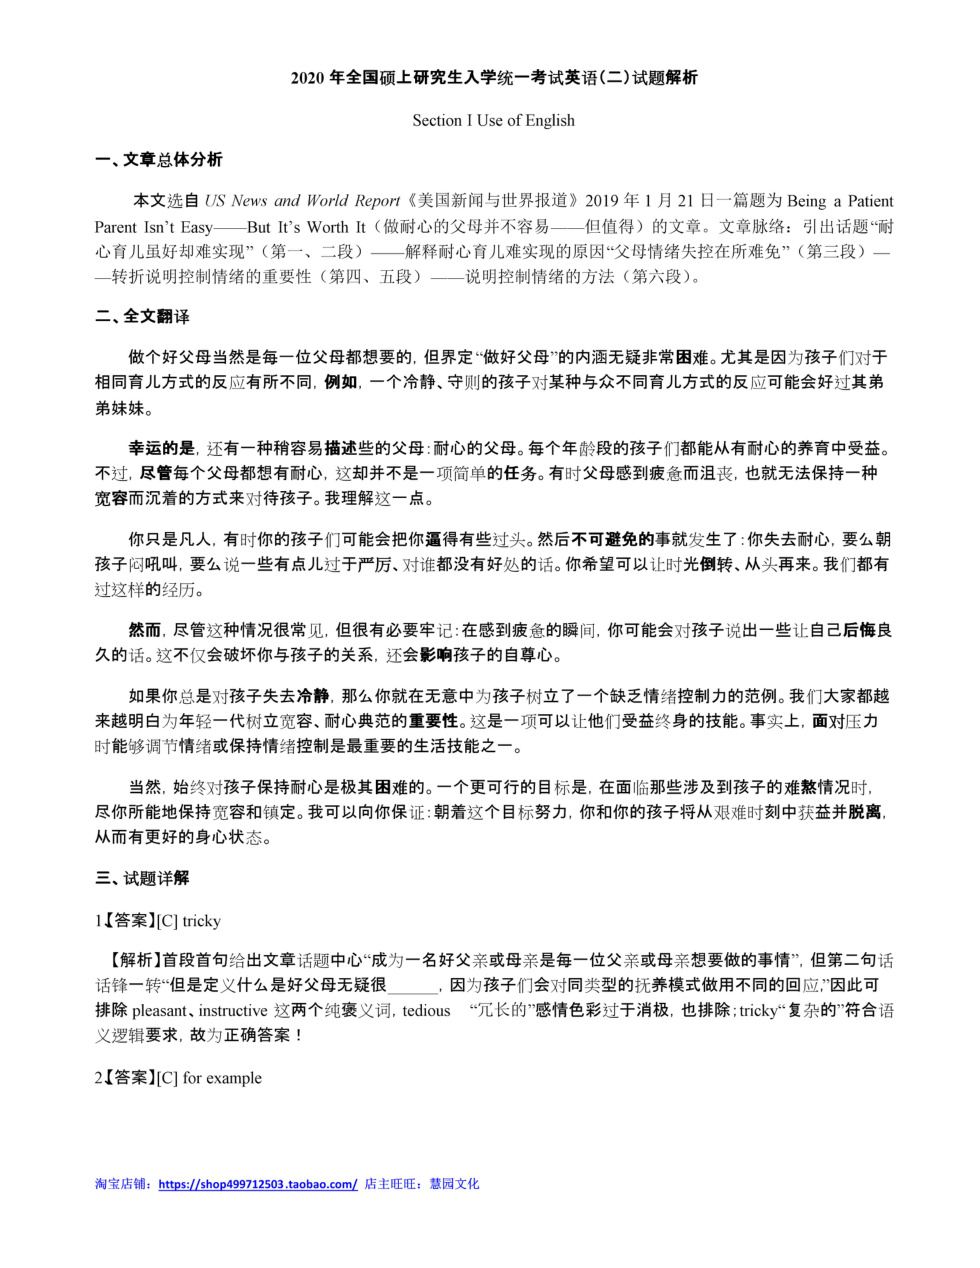 2020 年全国硕上研究生入学统一考试英语（二）试题解析
Section I Use of English
一、文章总体分析
本文选自 US News and World Report《美国新闻与世界报道》2019 年 1 月 21 日一篇题为 Being a Patient
Parent Isn't Easy——But It's Worth It（做耐心的父母并不容易——但值得）的文章。文章脉络：引出话题“耐
心育儿虽好却难实现”（第一、二段）——解释耐心育儿难实现的原因“父母情绪失控在所难免”（第三段）—
—转折说明控制情绪的重要性（第四、五段）——说明控制情绪的方法（第六段）。
二、全文翻译
做个好父母当然是每一位父母都想要的，但界定“做好父母”的内涵无疑非常困难。尤其是因为孩子们对于
相同育儿方式的反应有所不同，例如，一个冷静、守则的孩子对某种与众不同育儿方式的反应可能会好过其弟
弟妹妹。
幸运的是，还有一种稍容易描述些的父母：耐心的父母。每个年龄段的孩子们都能从有耐心的养育中受益。
不过，尽管每个父母都想有耐心，这却并不是一项简单的任务。有时父母感到疲惫而沮丧，也就无法保持一种
宽容而沉着的方式来对待孩子。我理解这一点。
你只是凡人，有时你的孩子们可能会把你逼得有些过头。然后不可避免的事就发生了：你失去耐心，要么朝
孩子闷吼叫，要么说一些有点儿过于严厉、对谁都没有好处的话。你希望可以让时光倒转、从头再来。我们都有
过这样的经历。
然而，尽管这种情况很常见，但很有必要牢记：在感到疲惫的瞬间，你可能会对孩子说出一些让自己后悔良
久的话。这不仅会破坏你与孩子的关系，还会影响孩子的自尊心。
如果你总是对孩子失去冷静，那么你就在无意中为孩子树立了一个缺乏情绪控制力的范例。我们大家都越
来越明白为年轻一代树立宽容、耐心典范的重要性。这是一项可以让他们受益终身的技能。事实上，面对压力
时能够调节情绪或保持情绪控制是最重要的生活技能之一。
当然，始终对孩子保持耐心是极其困难的。一个更可行的目标是，在面临那些涉及到孩子的难熬情况时，
尽你所能地保持宽容和镇定。我可以向你保证：朝着这个目标努力，你和你的孩子将从艰难时刻中获益并脱离，
从而有更好的身心状态。
三、试题详解
1【答案】[C] tricky
【解析】首段首句给出文章话题中心“成为一名好父亲或母亲是每一位父亲或母亲想要做的事情”，但第二句话
话锋一转“但是定义什么是好父母无疑很______，因为孩子们会对同类型的抚养模式做用不同的回应,”因此可
排除 pleasant、instructive 这两个纯褒义词，tedious “冗长的”感情色彩过于消极，也排除；tricky“复杂的”符合语
义逻辑要求，故为正确答案！
2【答案】[C] for example
淘宝店铺：https://shop499712503.taobao.com/ 店主旺旺：慧园文化